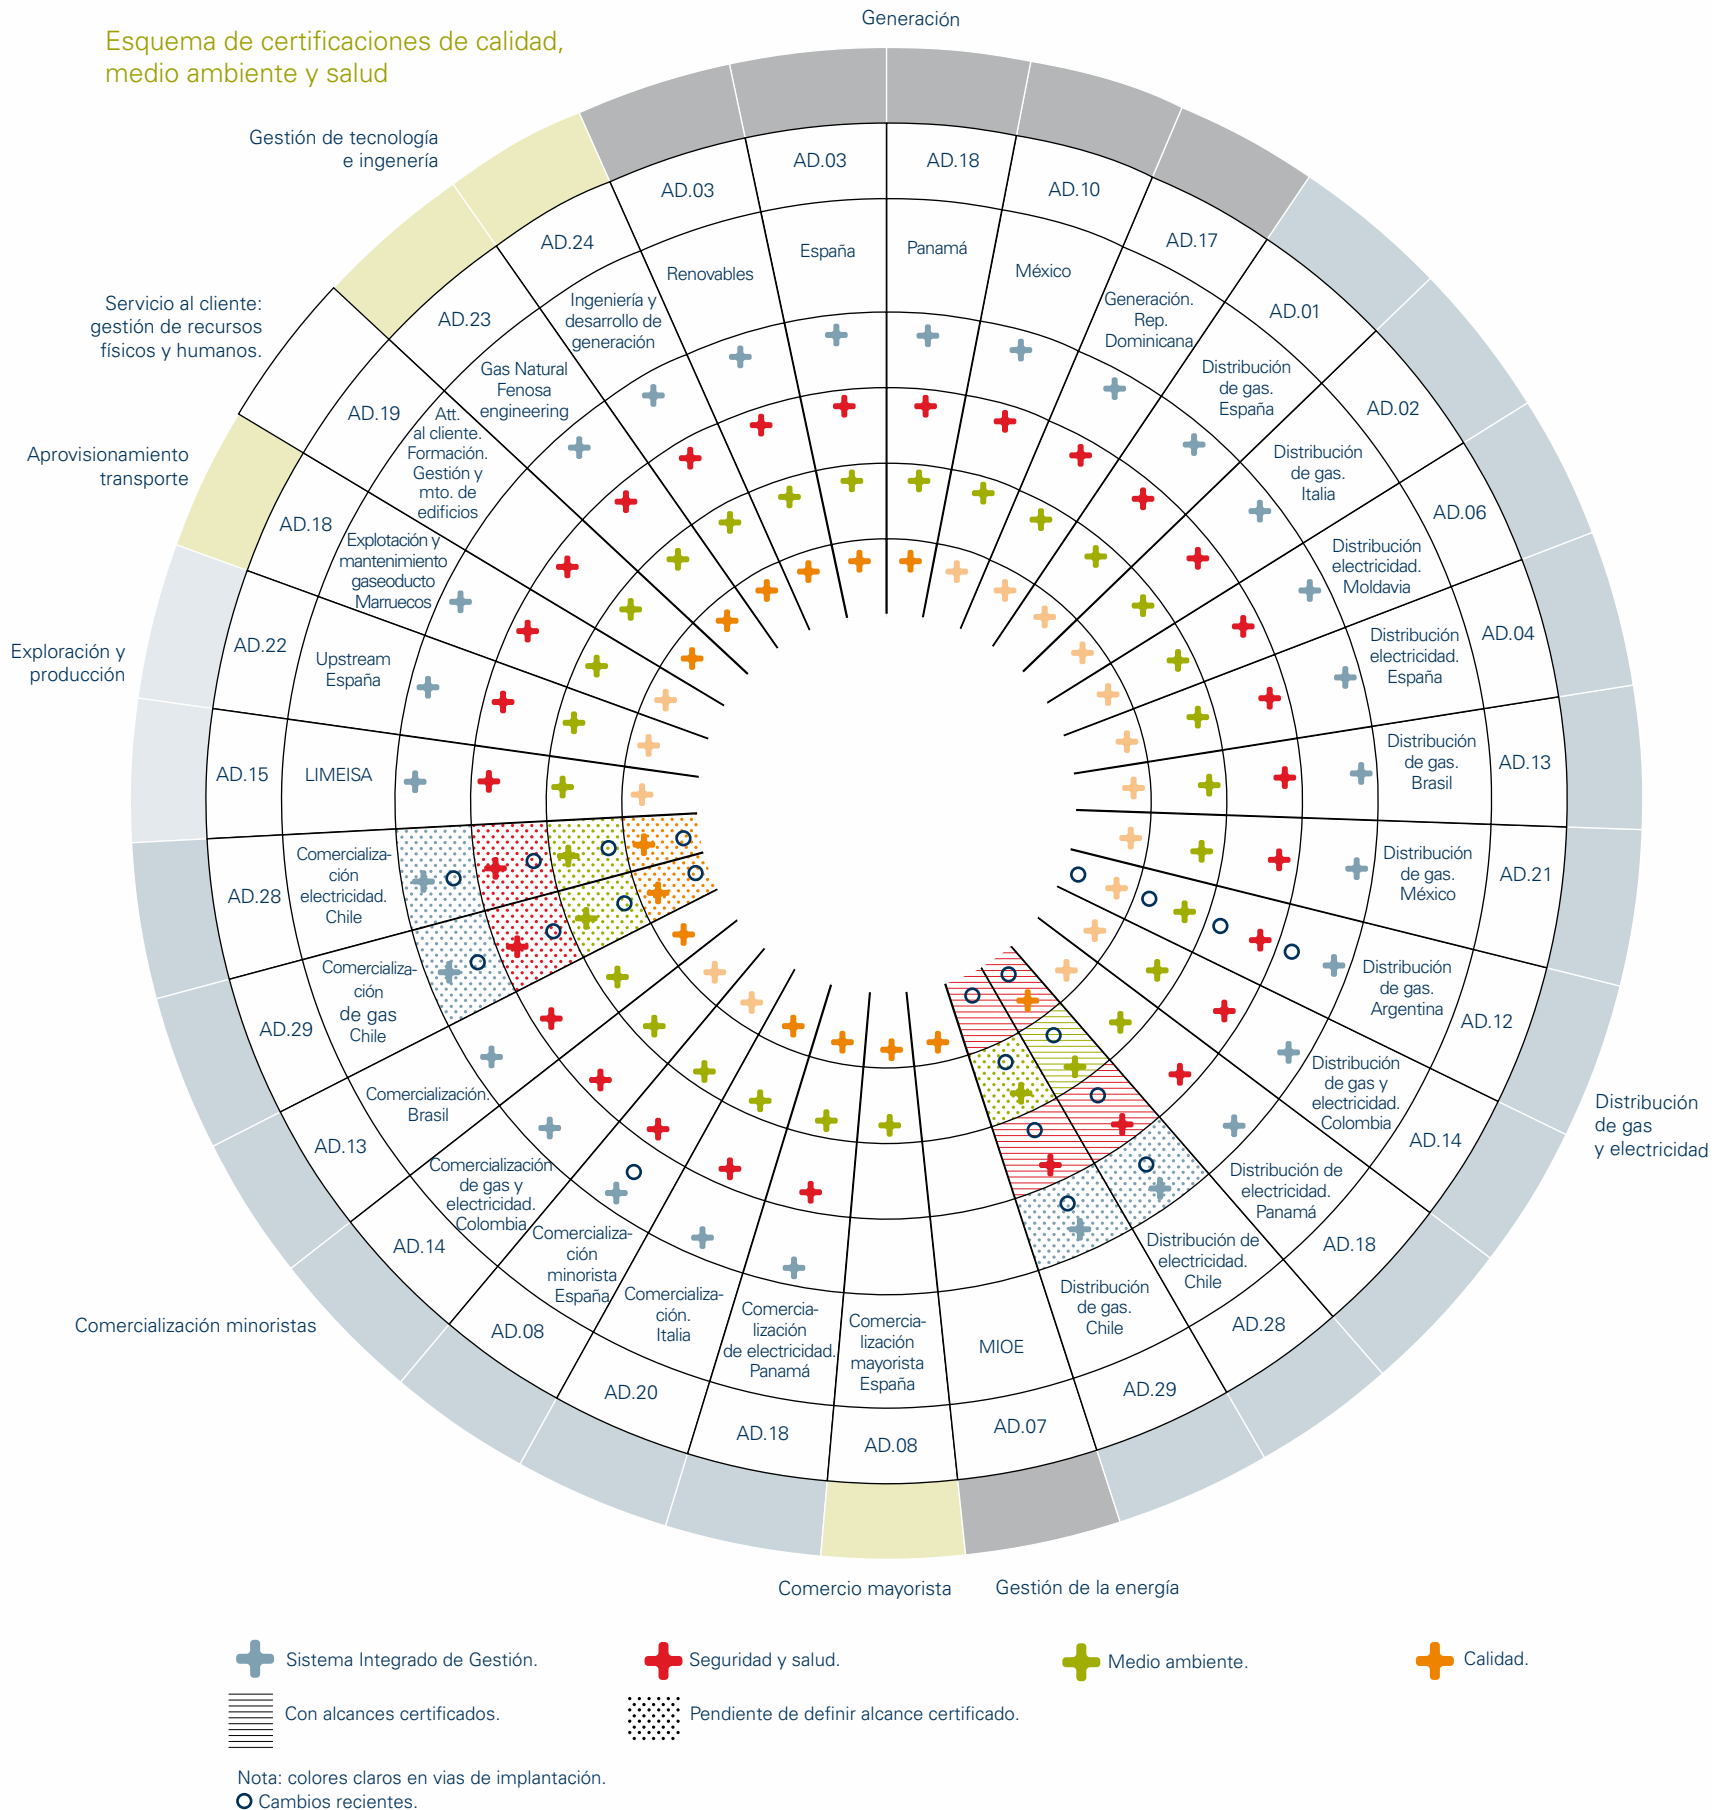 Esquema de certificaciones de calidad,
medio ambiente y salud
Generación
AD.03
Renovables
AD.03
España
AD.18
Panamá
AD.10
México
AD.17
Generación.
Rep.
Dominicana
AD.01
Distribución
de gas.
España
AD.02
Distribución
de gas.
Italia
AD.06
Distribución
electricidad.
Moldavia
AD.04
Distribución
electricidad.
España
AD.13
Distribución
de gas.
Brasil
AD.21
Distribución
de gas.
México
AD.12
Distribución
de gas.
Argentina
AD.14
Distribución
de gas y
electricidad.
Colombia
AD.18
Distribución de
electricidad.
Panamá
AD.28
Distribución de
electricidad.
Chile
AD.29
Distribución
de gas.
Chile
Distribución
de gas
y electricidad
AD.07
MIOE
Gestión de la energía
AD.08
Comercia-
lización
mayorista
España
Comercio mayorista
AD.18
Comercia-
lización
de electricidad.
Panamá
AD.20
Comercializa-
ción.
Italia
AD.08
Comercializa-
ción
minorista
España
AD.14
Comercialización
de gas y
electricidad.
Colombia
AD.13
Comercialización.
Brasil
AD.29
Comercializa-
ción
de gas
Chile
AD.28
Comercializa-
ción
electricidad.
Chile
Comercialización minoristas
AD.15
LIMEISA
AD.22
Upstream
España
Exploración y
producción
AD.18
Explotación y
mantenimiento
gaseoducto
Marruecos
Aprovisionamiento
transporte
AD.19
Att.
al cliente.
Formación.
Gestión y
mto. de
edificios
Servicio al cliente:
gestión de recursos
físicos y humanos.
AD.23
Gas Natural
Fenosa
engineering
AD.24
Ingeniería y
desarrollo de
generación
Gestión de tecnología
e ingenería
Sistema Integrado de Gestión.
Seguridad y salud.
Medio ambiente.
Calidad.
Con alcances certificados.
Pendiente de definir alcance certificado.
Nota: colores claros en vias de implantación.
Cambios recientes.